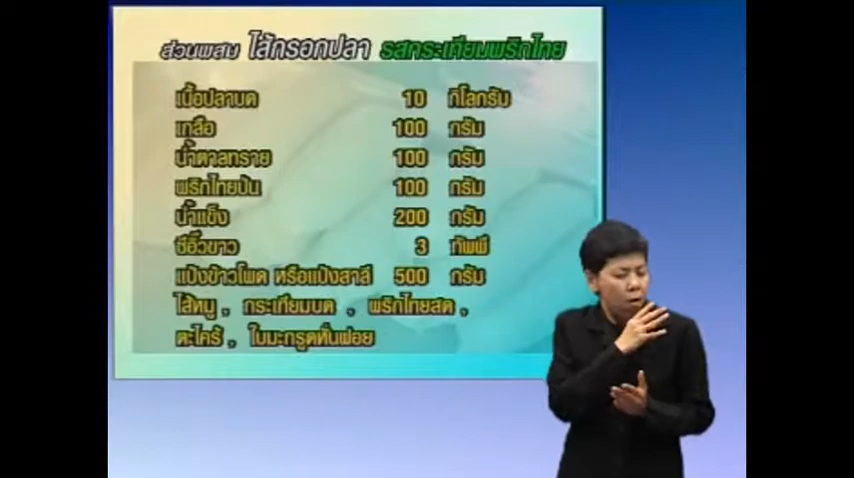 ส่วนผสม ไส้กรอกปลา รสกระเทียมพริกไทย
เนื้อปลาบด 10 กิโลกรัม
เกลือ 100 กรัม
น้ำตาลทราย 100 กรัม
พริกไทยป่น 100 กรัม
น้ำแข็ง 200 กรัม
ซีอิ๊วขาว 3 ทัพพี
แป้งข้าวโพด หรือแป้งสาลี 500 กรัม
ไส้หมู , กระเทียมบด , พริกไทยสด ,
ตะไคร้ , ใบมะกรูดหั่นฝอย